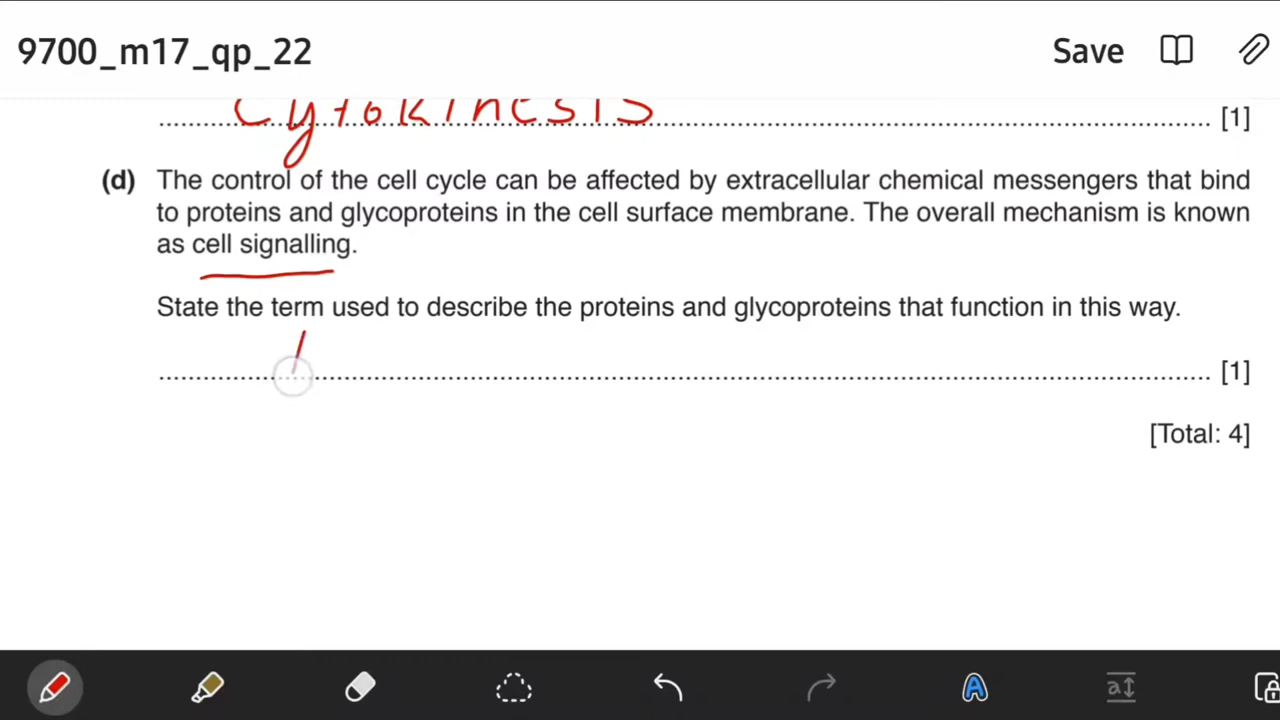 9700_m17_qp_22
Save
cytokinesis
[1]
(d) The control of the cell cycle can be affected by extracellular chemical messengers that bind
to proteins and glycoproteins in the cell surface membrane. The overall mechanism is known
as cell signalling.
State the term used to describe the proteins and glycoproteins that function in this way.
[1]
[Total: 4]
A
a